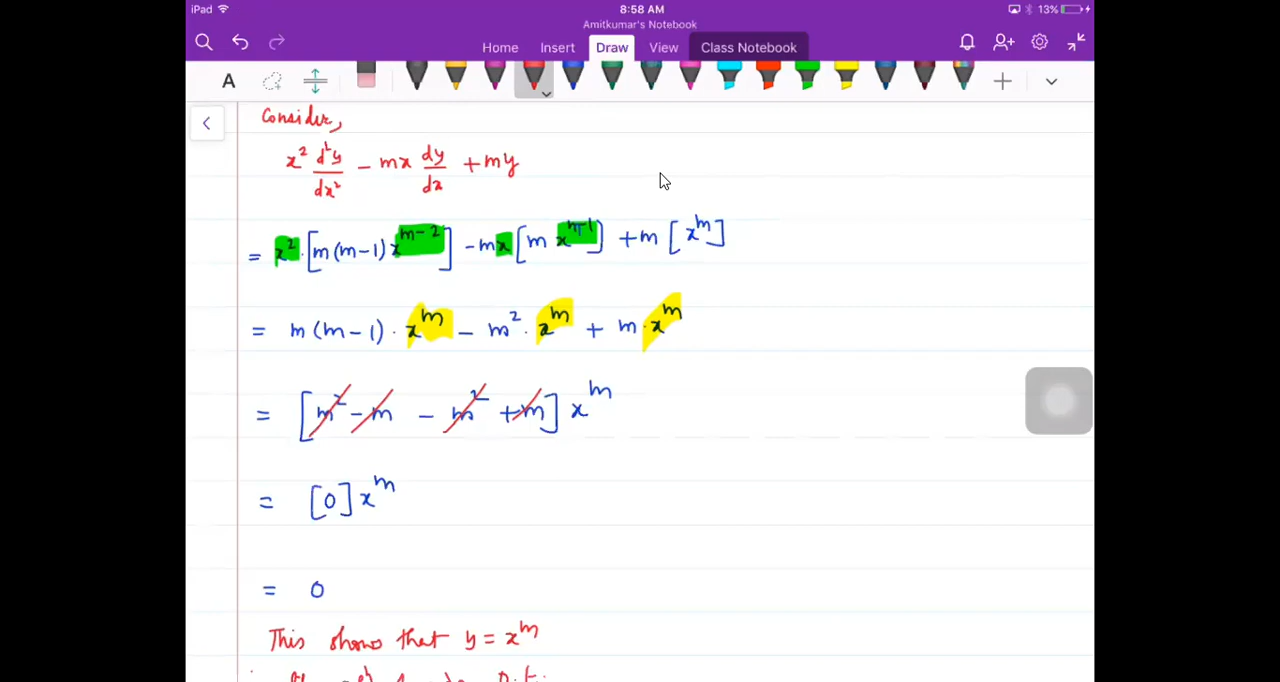 iPad 8:58 AM 13%
Amitkumar's Notebook
Home Insert Draw View Class Notebook
A
Consider,
x² d²y/dx² - mx dy/dx + my
= x² · [m(m-1) x^(m-2)] - mx [m x^(m-1)] + m [x^m]
= m(m-1) · x^m - m² · x^m + m · x^m
= [m² - m - m² + m] x^m
= [0] x^m
= 0
This shows that y = x^m